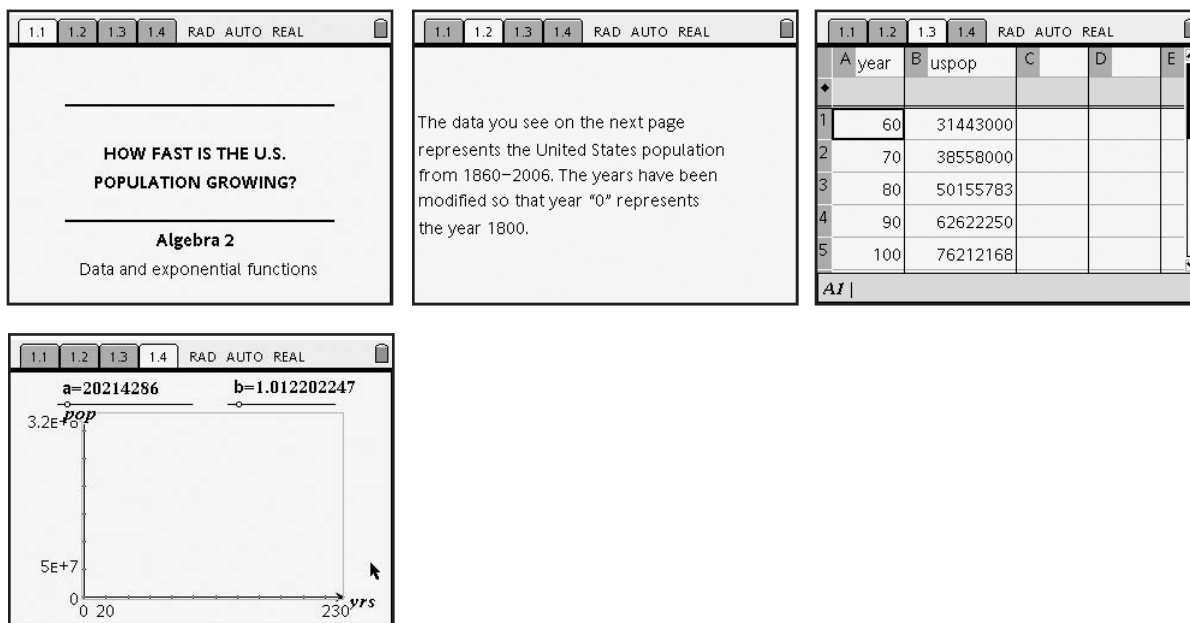 1.1 1.2 1.3 1.4 RAD AUTO REAL
HOW FAST IS THE U.S.
POPULATION GROWING?
Algebra 2
Data and exponential functions
1.1 1.2 1.3 1.4 RAD AUTO REAL
The data you see on the next page
represents the United States population
from 1860–2006. The years have been
modified so that year “0” represents
the year 1800.
1.1 1.2 1.3 1.4 RAD AUTO REAL
A year B uspop C D E
1 60 31443000
2 70 38558000
3 80 50155783
4 90 62622250
5 100 76212168
A1
1.1 1.2 1.3 1.4 RAD AUTO REAL
a=20214286 b=1.012202247
pop
3.2E+8
5E+7
0
0 20 230 yrs